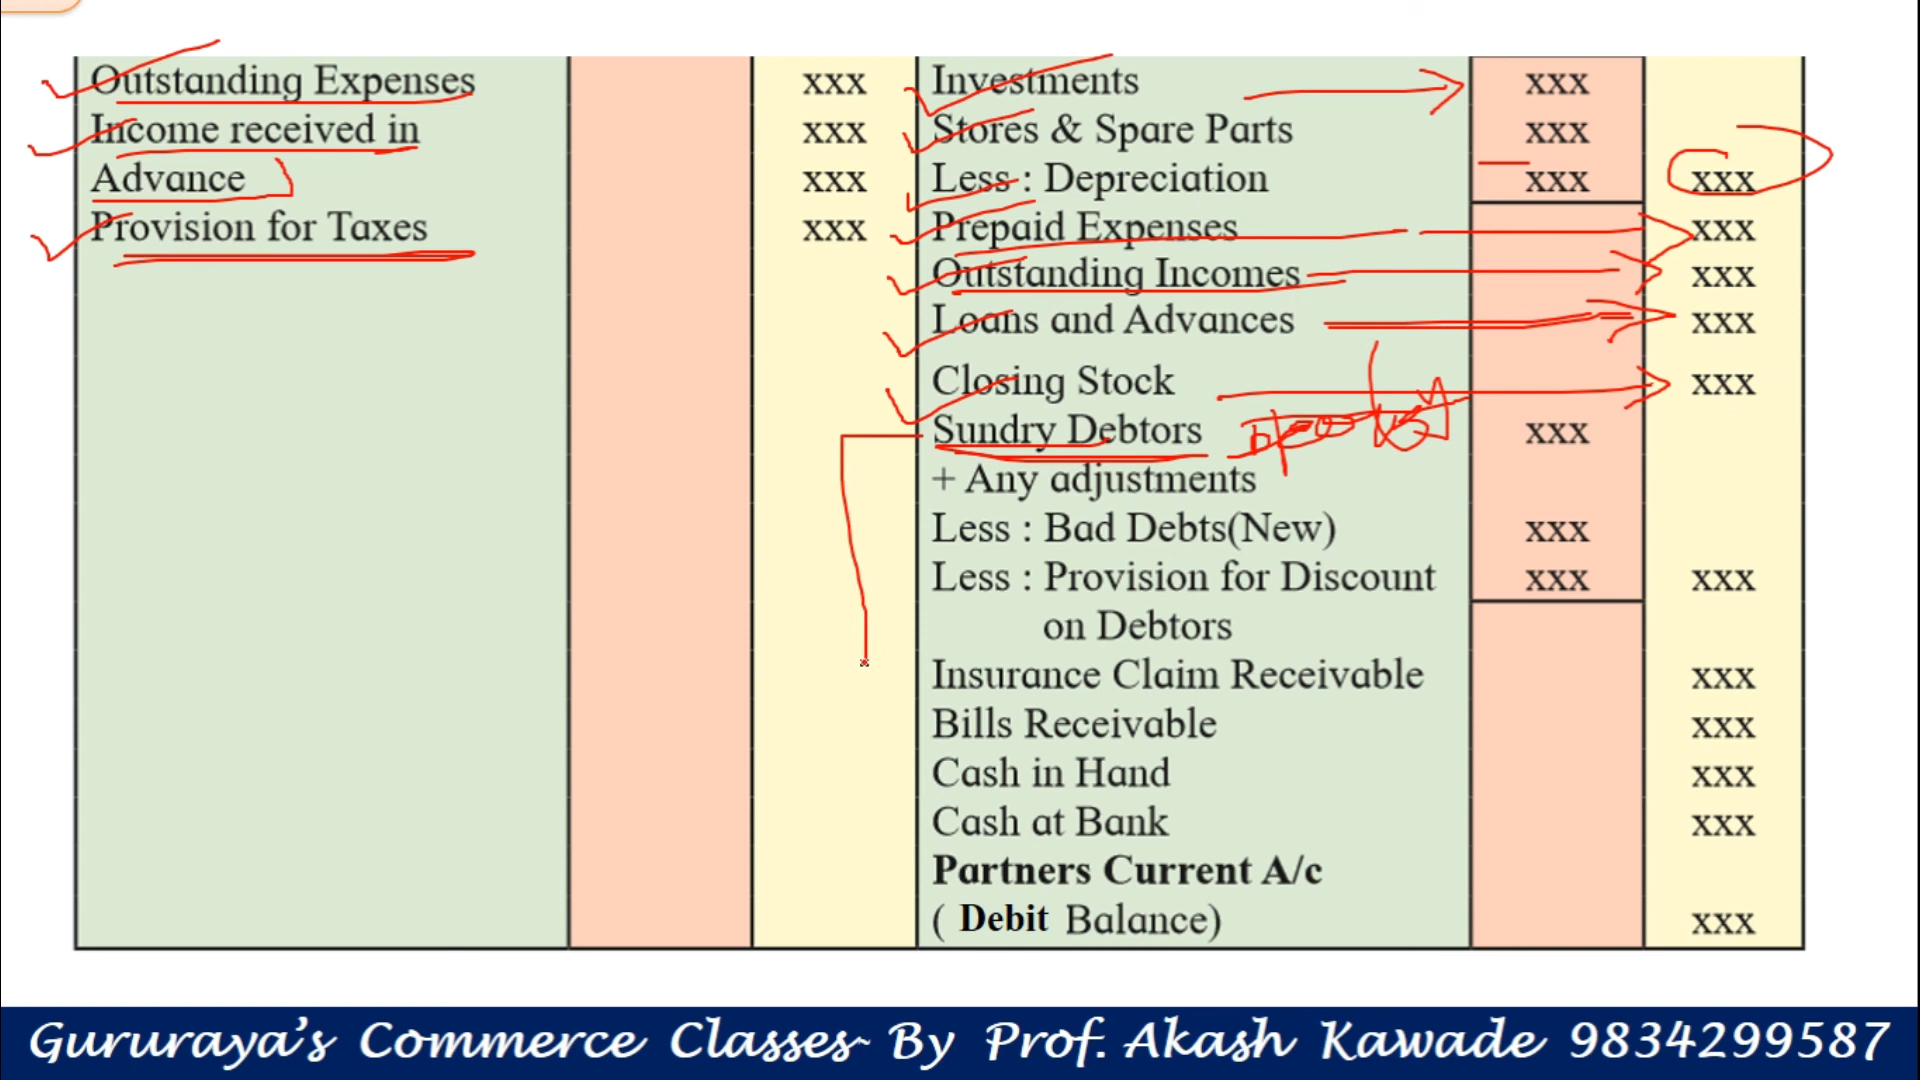 Outstanding Expenses xxx Investments xxx
Income received in xxx Stores & Spare Parts xxx
Advance xxx Less : Depreciation xxx xxx
Provision for Taxes xxx Prepaid Expenses xxx
Outstanding Incomes xxx
Loans and Advances xxx
Closing Stock xxx
Sundry Debtors xxx
+ Any adjustments
Less : Bad Debts(New) xxx
Less : Provision for Discount xxx xxx
on Debtors
Insurance Claim Receivable xxx
Bills Receivable xxx
Cash in Hand xxx
Cash at Bank xxx
Partners Current A/c
( Debit Balance) xxx
Gururaya's Commerce Classes~ By Prof. Akash Kawade 9834299587